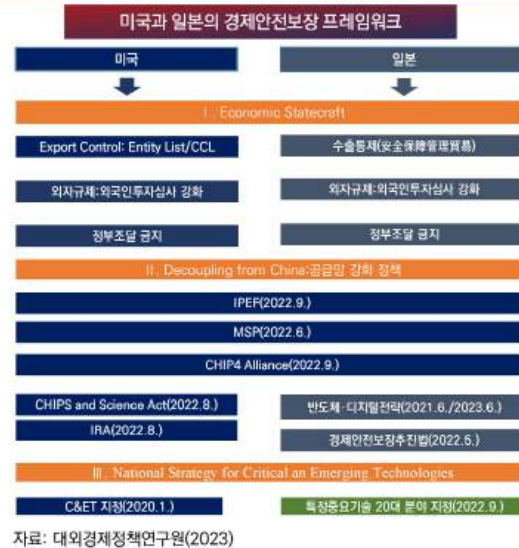 미국과 일본의 경제안전보장 프레임워크
미국
일본
Ⅰ. Economic Statecraft
Export Control: Entity List/CCL
수출통제(安全保障管理貿易)
외자규제:외국인투자심사 강화
외자규제:외국인투자심사 강화
정부조달 금지
정부조달 금지
Ⅱ. Decoupling from China:공급망 강화 정책
IPEF(2022.9.)
MSP(2022.6.)
CHIP4 Alliance(2022.9.)
CHIPS and Science Act(2022.8.)
반도체·디지털전략(2021.6./2023.6.)
IRA(2022.8.)
경제안전보장추진법(2022.5.)
Ⅲ. National Strategy for Critical an Emerging Technologies
C&ET 지정(2020.1.)
특정중요기술 20대 분야 지정(2022.9.)
자료: 대외경제정책연구원(2023)